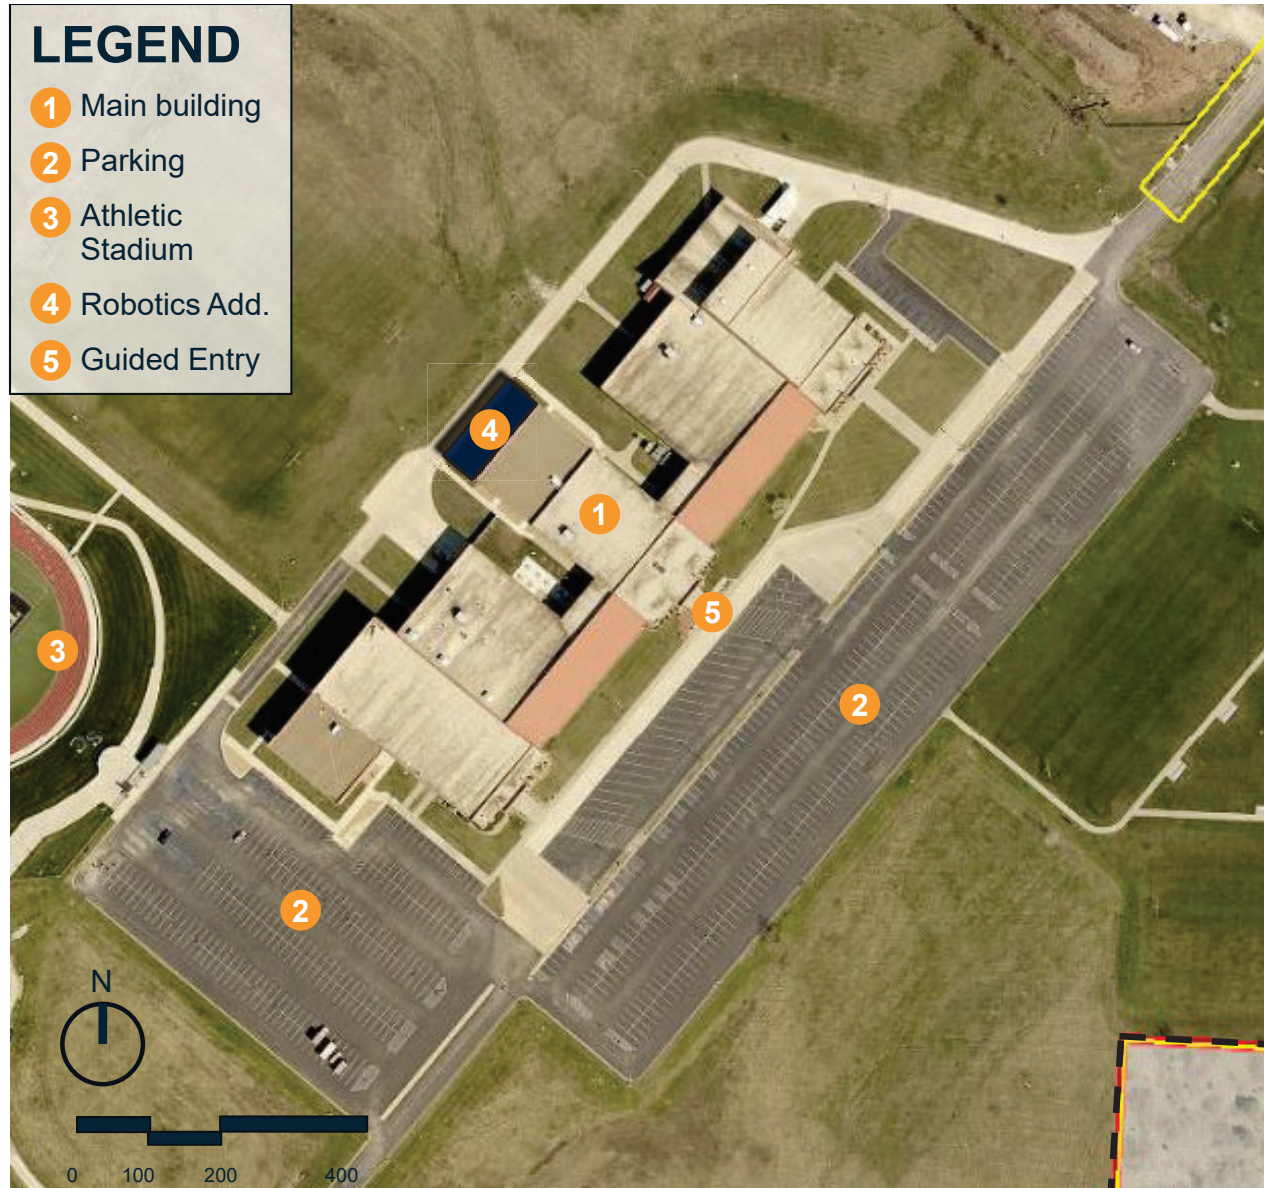 LEGEND
1 Main building
2 Parking
3 Athletic
Stadium
4 Robotics Add.
5 Guided Entry
4
1
5
3
2
2
N
0 100 200 400